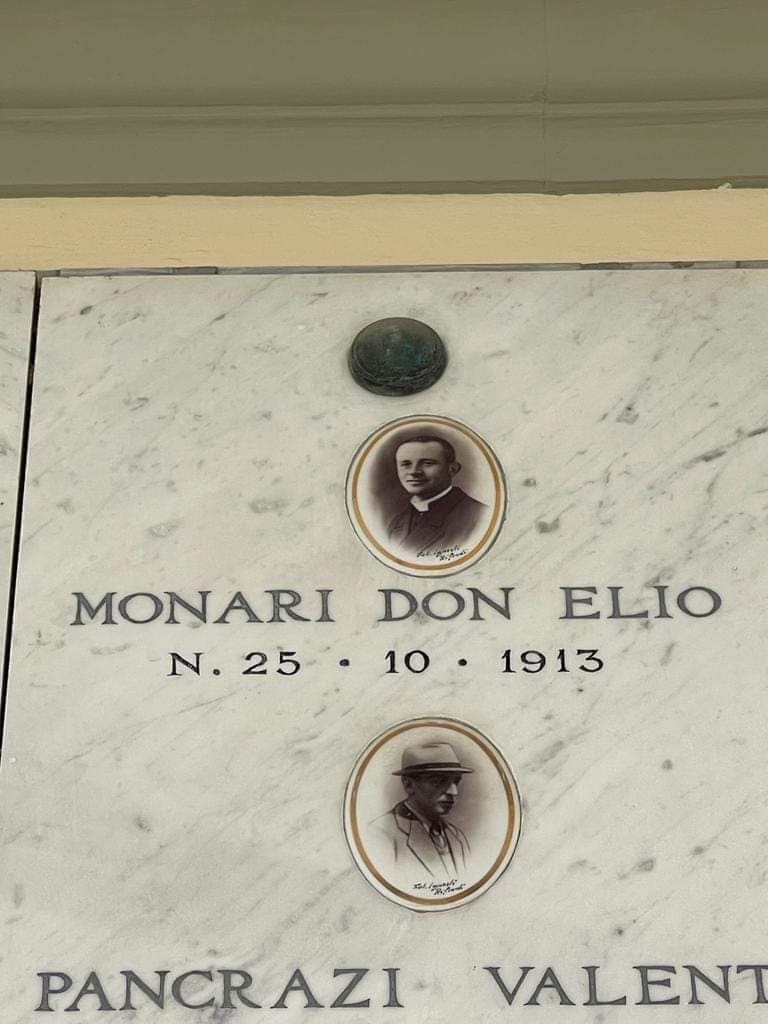 MONARI DON ELIO
N. 25 • 10 • 1913
PANCRAZI VALENT